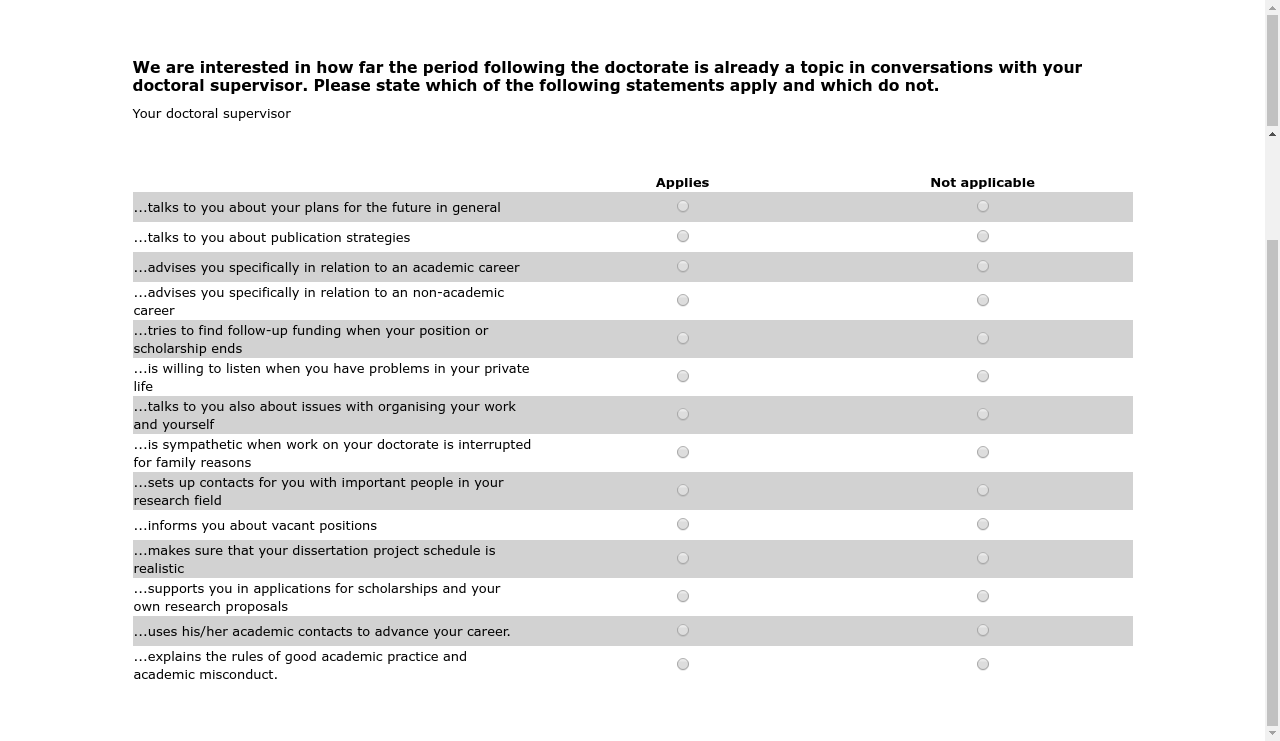 We are interested in how far the period following the doctorate is already a topic in conversations with your
doctoral supervisor. Please state which of the following statements apply and which do not.
Your doctoral supervisor
Applies Not applicable
...talks to you about your plans for the future in general
...talks to you about publication strategies
...advises you specifically in relation to an academic career
...advises you specifically in relation to an non-academic
career
...tries to find follow-up funding when your position or
scholarship ends
...is willing to listen when you have problems in your private
life
...talks to you also about issues with organising your work
and yourself
...is sympathetic when work on your doctorate is interrupted
for family reasons
...sets up contacts for you with important people in your
research field
...informs you about vacant positions
...makes sure that your dissertation project schedule is
realistic
...supports you in applications for scholarships and your
own research proposals
...uses his/her academic contacts to advance your career.
...explains the rules of good academic practice and
academic misconduct.